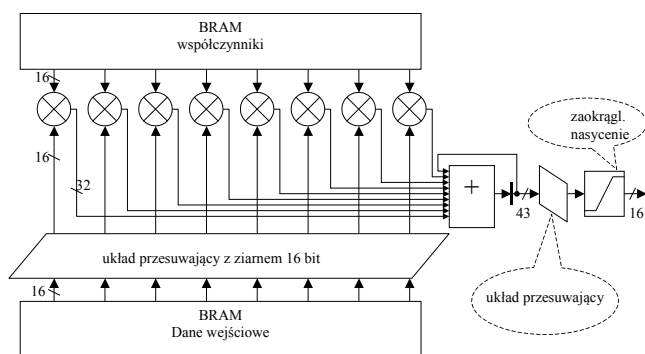 BRAM
współczynniki
16
16
32
+
zaokrągl.
nasycenie
43
16
układ przesuwający z ziarnem 16 bit
układ przesuwający
16
BRAM
Dane wejściowe